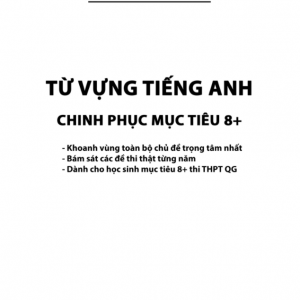 TỪ VỰNG TIẾNG ANH
CHINH PHỤC MỤC TIÊU 8+
- Khoanh vùng toàn bộ chủ đề trọng tâm nhất
- Bám sát các đề thi thật từng năm
- Dành cho học sinh mục tiêu 8+ thi THPT QG